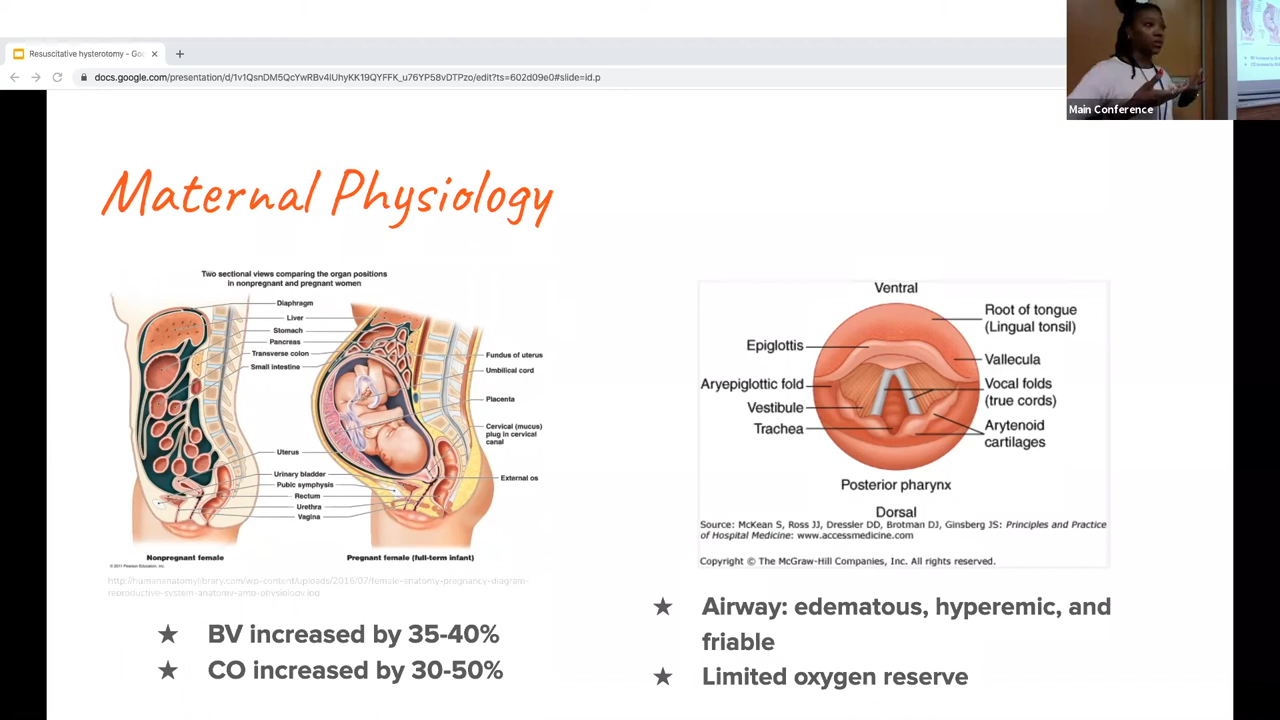 Resuscitative hysterotomy - Goo
docs.google.com/presentation/d/1v1QsnDM5QcYwRBv4lUhyKK19QYFFK_u76YP58vDTPzo/edit?ts=602d09e0#slide=id.p
Main Conference
Maternal Physiology
Two sectional views comparing the organ positions
in nonpregnant and pregnant women
Diaphragm
Liver
Stomach
Pancreas
Transverse colon
Small intestine
Uterus
Urinary bladder
Pubic symphysis
Rectum
Urethra
Vagina
Fundus of uterus
Umbilical cord
Placenta
Cervical (mucus)
plug in cervical
canal
External os
Nonpregnant female
Pregnant female (full-term infant)
© 2011 Pearson Education, Inc.
http://humananatomylibrary.com/wp-content/uploads/2016/07/female-anatomy-pregnancy-diagram-
reproductive-system-anatomy-amp-physiology.jpg
BV increased by 35-40%
CO increased by 30-50%
Ventral
Root of tongue
(Lingual tonsil)
Epiglottis
Vallecula
Aryepiglottic fold
Vocal folds
(true cords)
Vestibule
Trachea
Arytenoid
cartilages
Posterior pharynx
Dorsal
Source: McKean S, Ross JJ, Dressler DD, Brotman DJ, Ginsberg JS: Principles and Practice
of Hospital Medicine: www.accessmedicine.com
Copyright © The McGraw-Hill Companies, Inc. All rights reserved.
Airway: edematous, hyperemic, and
friable
Limited oxygen reserve